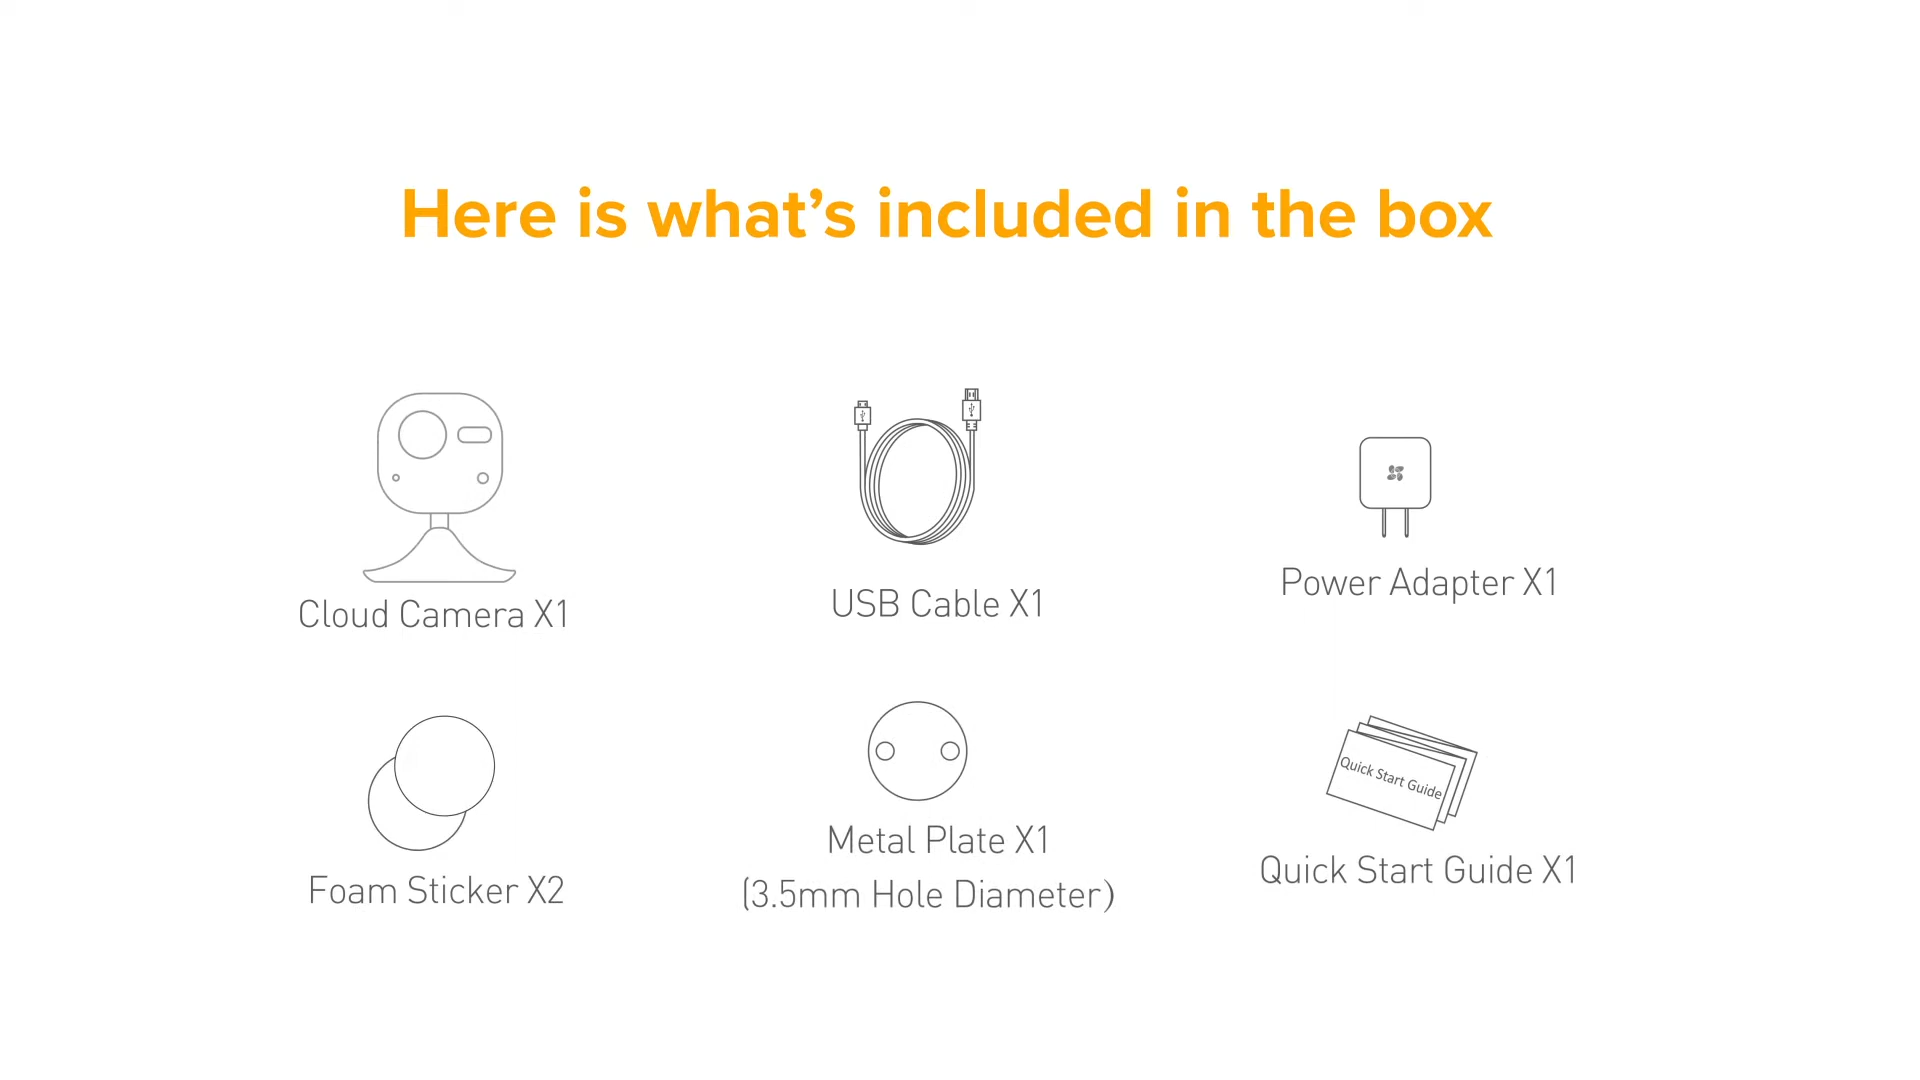 Here is what’s included in the box
Cloud Camera X1
USB Cable X1
Power Adapter X1
Foam Sticker X2
Metal Plate X1
(3.5mm Hole Diameter)
Quick Start Guide
Quick Start Guide X1